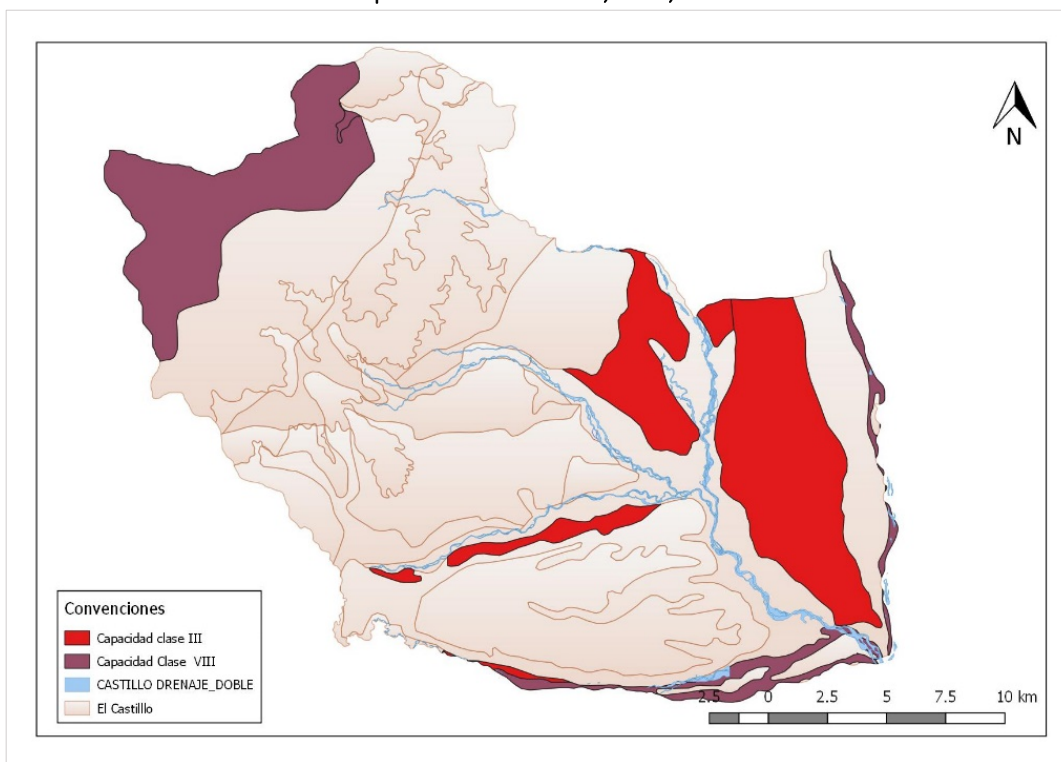 N
Convenciones
Capacidad clase III
Capacidad Clase VIII
CASTILLO DRENAJE_DOBLE
El Castilllo
2.5 0 2.5 5 7.5 10 km